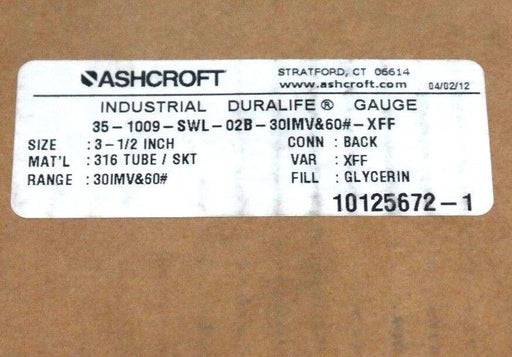 ASHCROFT STRATFORD, CT 06614
www.ashcroft.com 04/02/12
INDUSTRIAL DURALIFE® GAUGE
35-1009-SWL-02B-30IMV&60#-XFF
SIZE : 3-1/2 INCH CONN : BACK
MAT'L : 316 TUBE / SKT VAR : XFF
RANGE : 30IMV&60# FILL : GLYCERIN
10125672-1